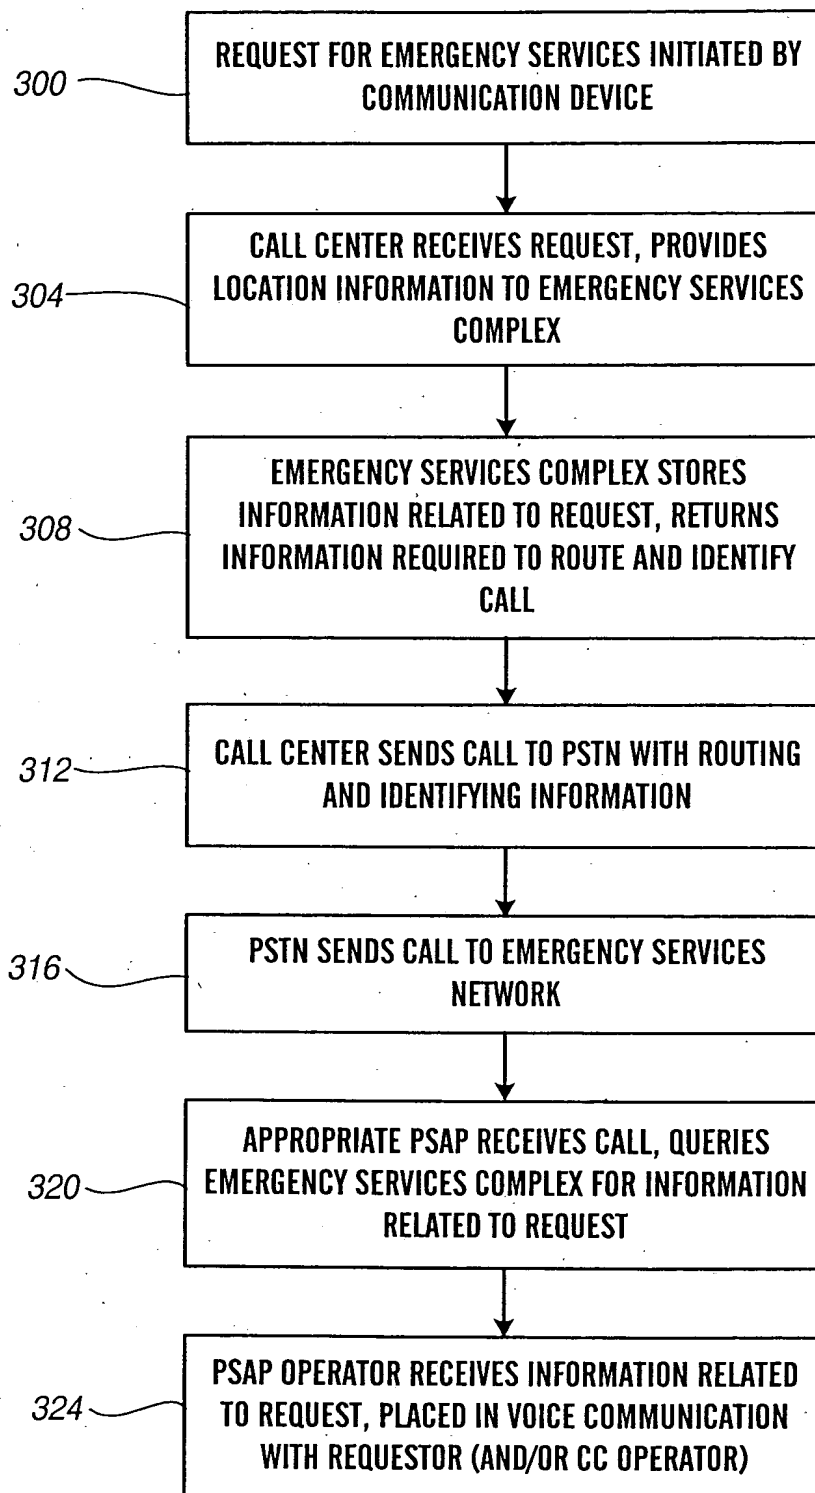 300
REQUEST FOR EMERGENCY SERVICES INITIATED BY
COMMUNICATION DEVICE
304
CALL CENTER RECEIVES REQUEST, PROVIDES
LOCATION INFORMATION TO EMERGENCY SERVICES
COMPLEX
308
EMERGENCY SERVICES COMPLEX STORES
INFORMATION RELATED TO REQUEST, RETURNS
INFORMATION REQUIRED TO ROUTE AND IDENTIFY
CALL
312
CALL CENTER SENDS CALL TO PSTN WITH ROUTING
AND IDENTIFYING INFORMATION
316
PSTN SENDS CALL TO EMERGENCY SERVICES
NETWORK
320
APPROPRIATE PSAP RECEIVES CALL, QUERIES
EMERGENCY SERVICES COMPLEX FOR INFORMATION
RELATED TO REQUEST
324
PSAP OPERATOR RECEIVES INFORMATION RELATED
TO REQUEST, PLACED IN VOICE COMMUNICATION
WITH REQUESTOR (AND/OR CC OPERATOR)